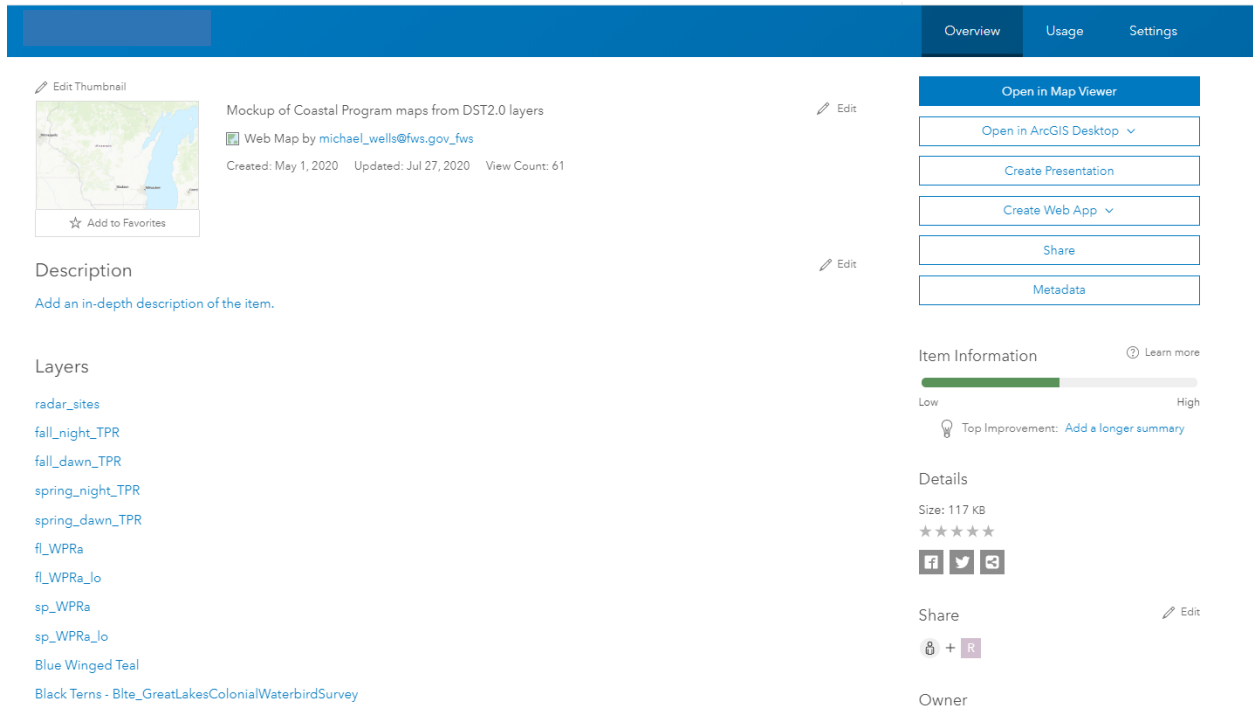 Overview Usage Settings
Edit Thumbnail
Mockup of Coastal Program maps from DST2.0 layers
Edit
Web Map by michael_wells@fws.gov_fws
Created: May 1, 2020 Updated: Jul 27, 2020 View Count: 61
Add to Favorites
Description
Edit
Add an in-depth description of the item.
Layers
radar_sites
fall_night_TPR
fall_dawn_TPR
spring_night_TPR
spring_dawn_TPR
fl_WPRa
fl_WPRa_lo
sp_WPRa
sp_WPRa_lo
Blue Winged Teal
Black Terns - Blte_GreatLakesColonialWaterbirdSurvey
Open in Map Viewer
Open in ArcGIS Desktop
Create Presentation
Create Web App
Share
Metadata
Item Information
Learn more
Low High
Top Improvement: Add a longer summary
Details
Size: 117 KB
Share
Edit
+ R
Owner